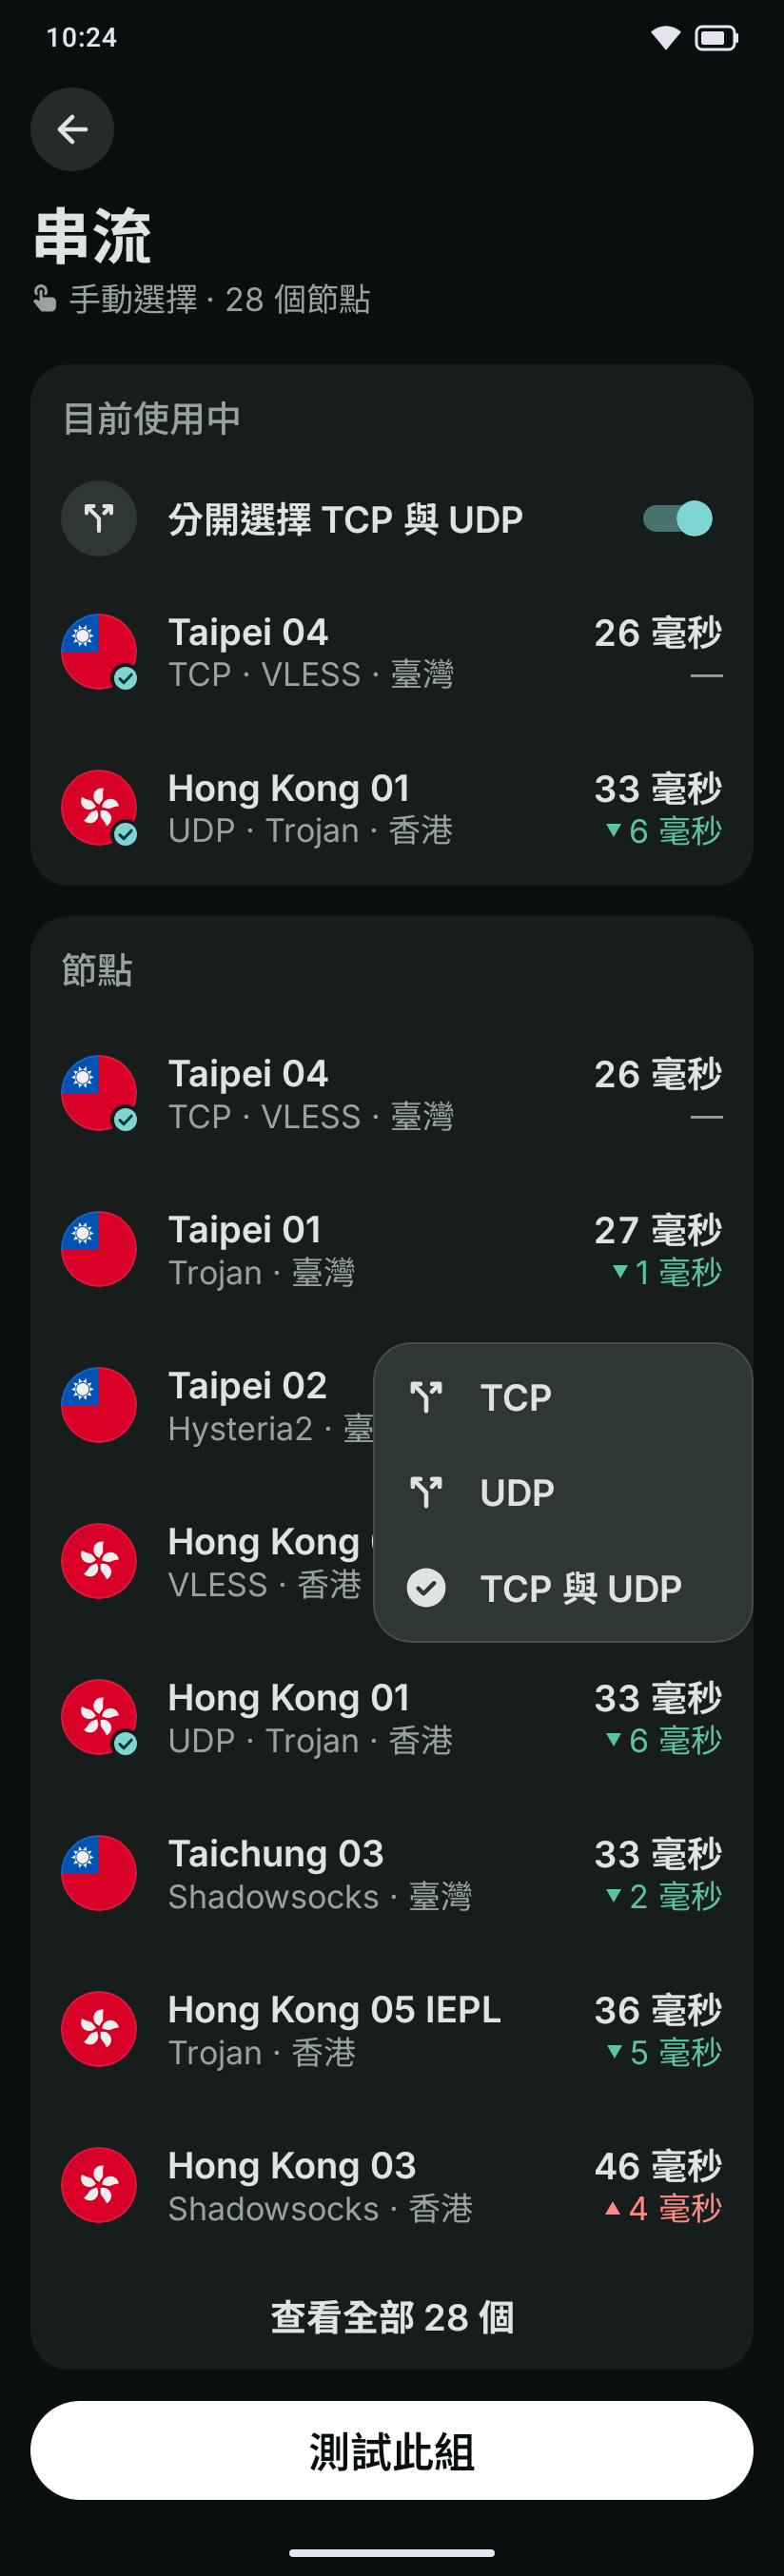 10:24
串流
手動選擇 · 28 個節點
目前使用中
分開選擇 TCP 與 UDP
Taipei 04
26 毫秒
TCP · VLESS · 臺灣
—
Hong Kong 01
33 毫秒
UDP · Trojan · 香港
▼6 毫秒
節點
Taipei 04
26 毫秒
TCP · VLESS · 臺灣
—
Taipei 01
27 毫秒
Trojan · 臺灣
▼1 毫秒
Taipei 02
Hysteria2 · 臺
TCP
UDP
TCP 與 UDP
Hong Kong
VLESS · 香港
Hong Kong 01
33 毫秒
UDP · Trojan · 香港
▼6 毫秒
Taichung 03
33 毫秒
Shadowsocks · 臺灣
▼2 毫秒
Hong Kong 05 IEPL
36 毫秒
Trojan · 香港
▼5 毫秒
Hong Kong 03
46 毫秒
Shadowsocks · 香港
▲4 毫秒
查看全部 28 個
測試此組